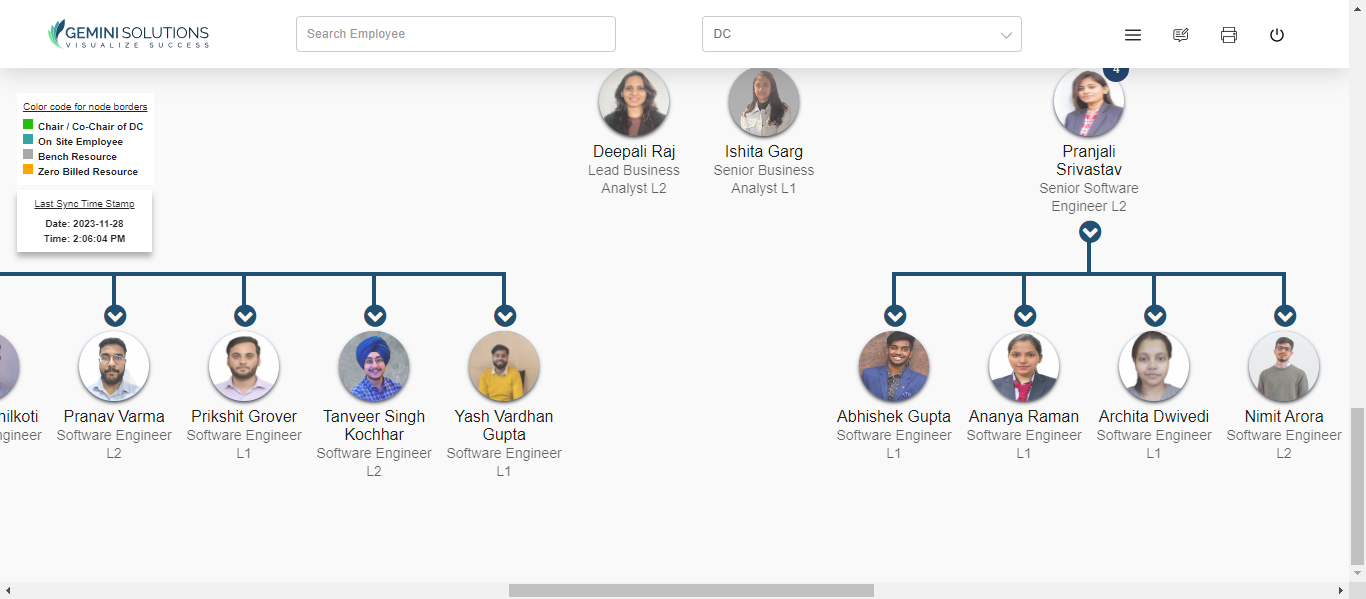 GEMINI SOLUTIONS
VISUALIZE SUCCESS
Search Employee
DC
4
Color code for node borders
Chair / Co-Chair of DC
On Site Employee
Bench Resource
Zero Billed Resource
Last Sync Time Stamp
Date: 2023-11-28
Time: 2:06:04 PM
Deepali Raj
Lead Business
Analyst L2
Ishita Garg
Senior Business
Analyst L1
Pranjali
Srivastav
Senior Software
Engineer L2
Pranav Varma
Software Engineer
L2
Prikshit Grover
Software Engineer
L1
Tanveer Singh
Kochhar
Software Engineer
L2
Yash Vardhan
Gupta
Software Engineer
L1
Abhishek Gupta
Software Engineer
L1
Ananya Raman
Software Engineer
L1
Archita Dwivedi
Software Engineer
L1
Nimit Arora
Software Engineer
L2